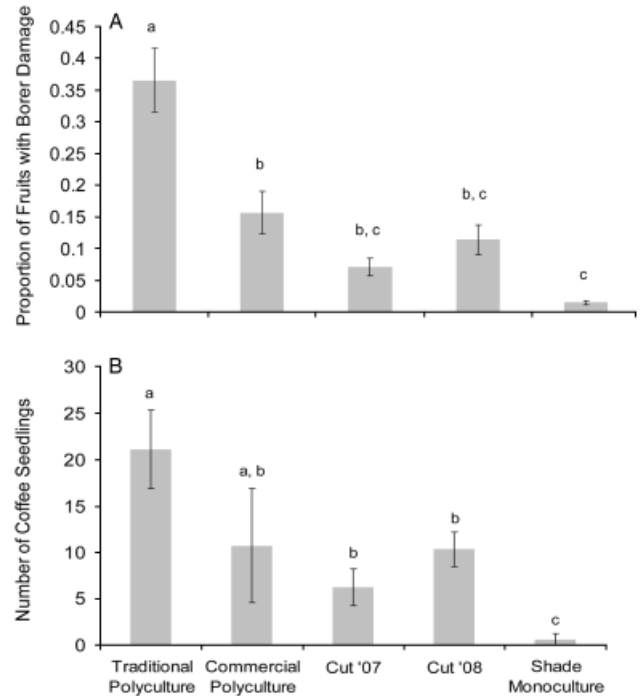 A
Proportion of Fruits with Borer Damage
0.45
0.4
0.35
0.3
0.25
0.2
0.15
0.1
0.05
0
a
b
b, c
b, c
c
B
Number of Coffee Seedlings
30
25
20
15
10
5
0
a
a, b
b
b
c
Traditional
Polyculture
Commercial
Polyculture
Cut '07
Cut '08
Shade
Monoculture